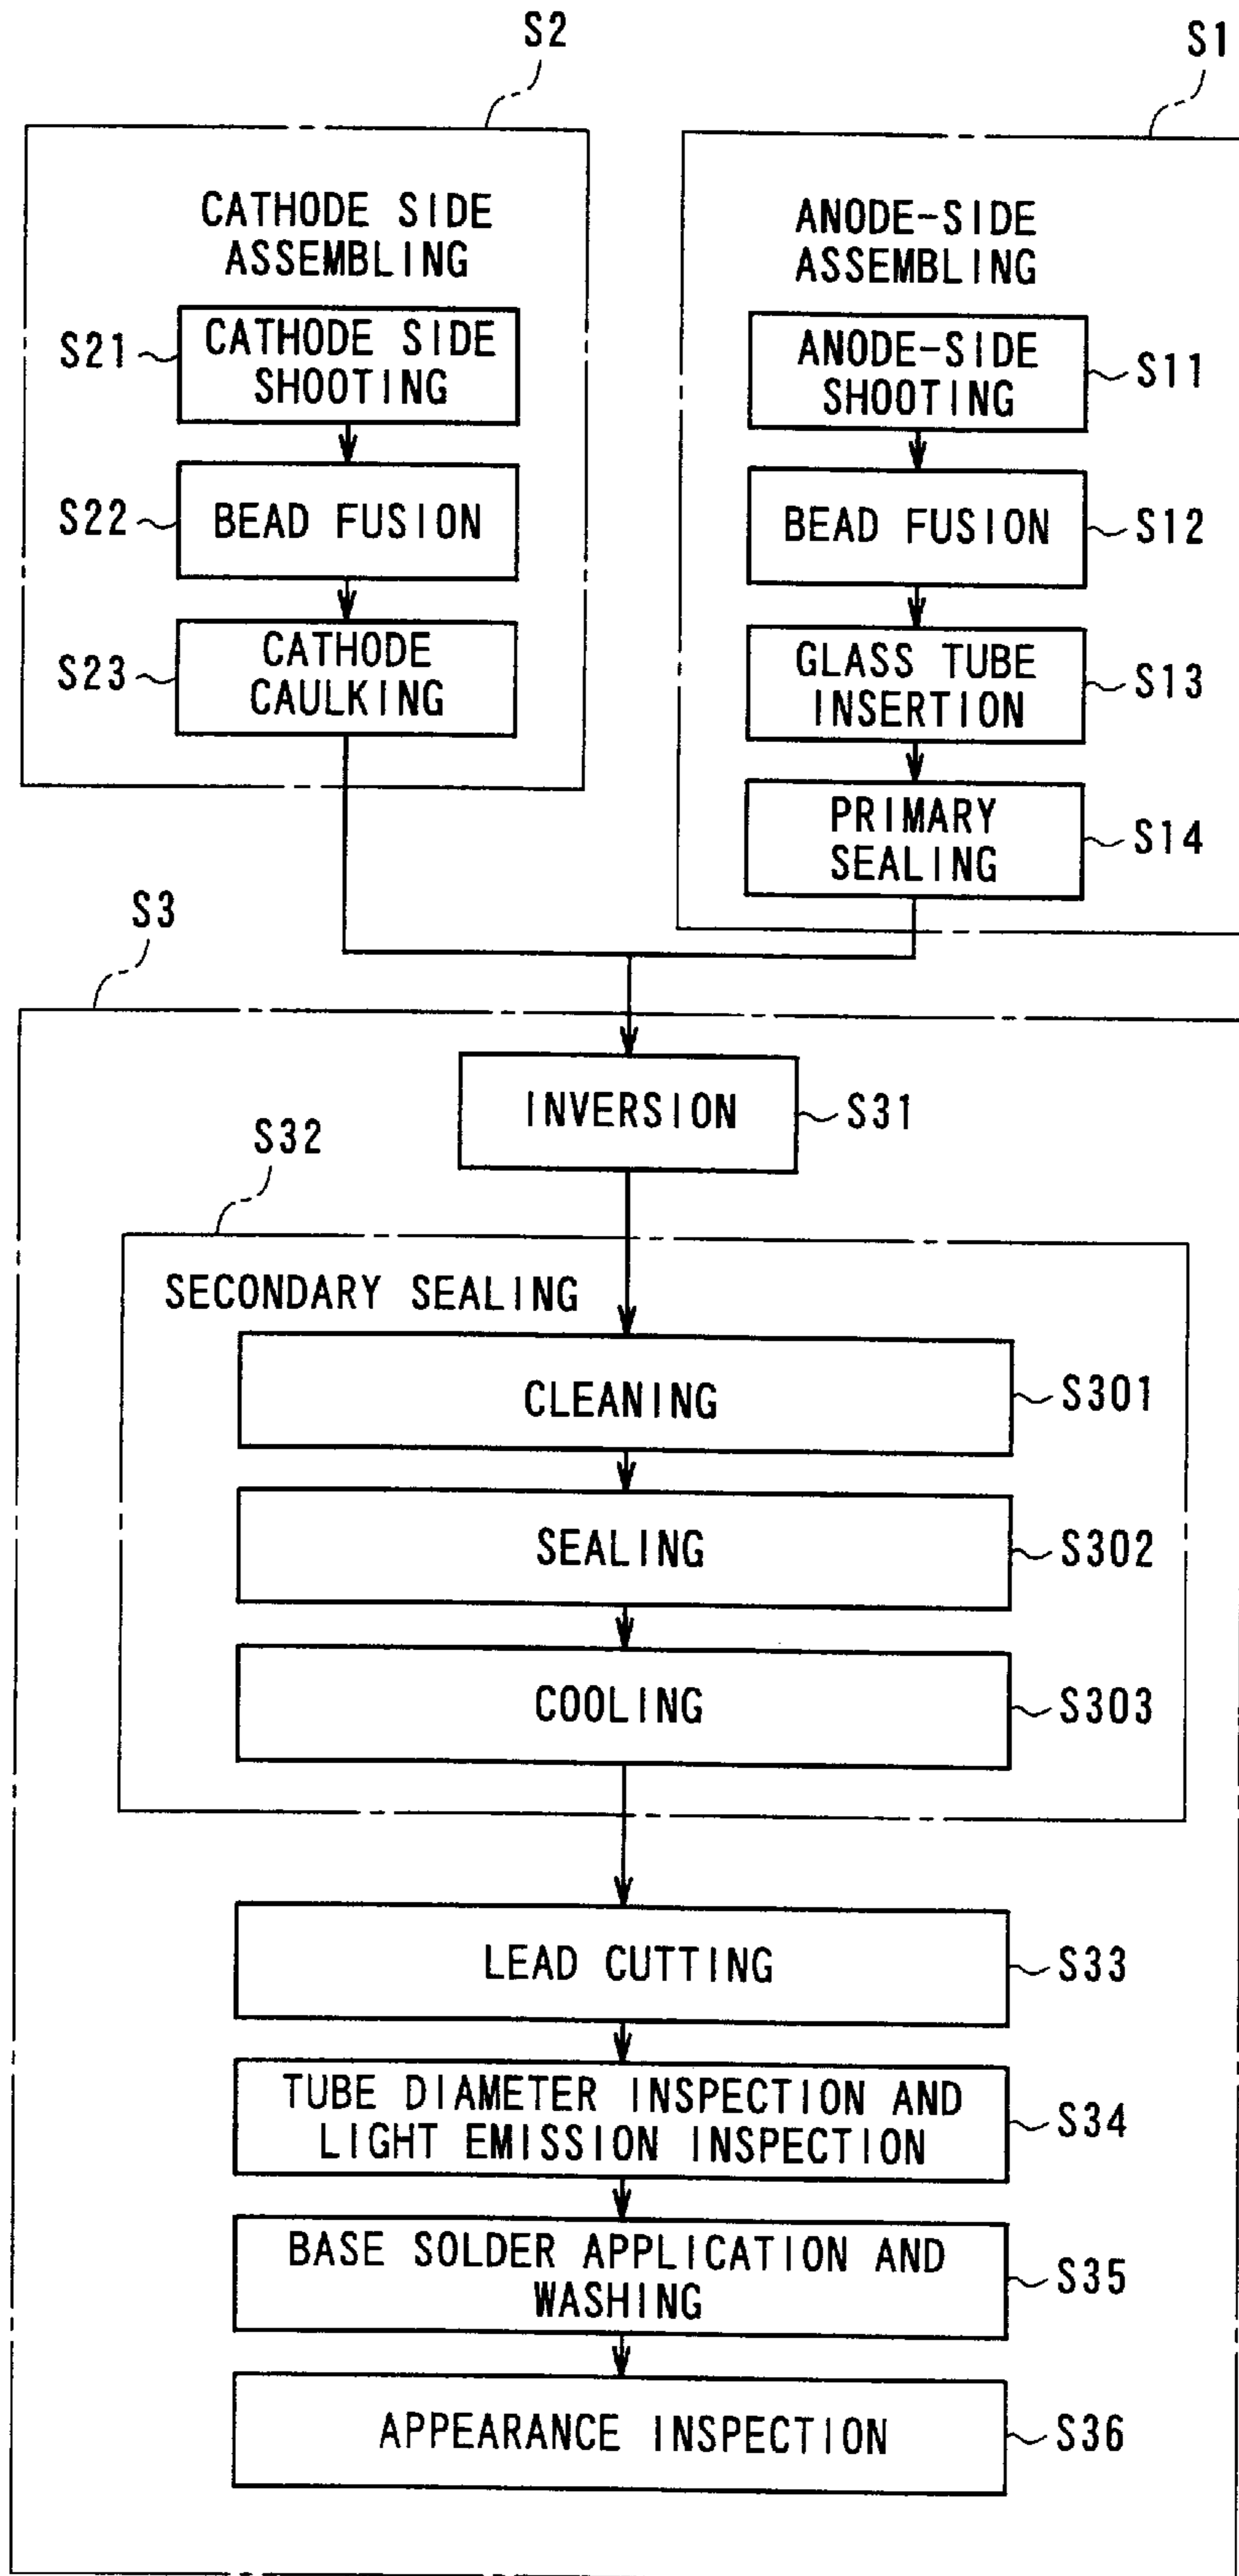 S2
S1
CATHODE SIDE
ASSEMBLING
S21
CATHODE SIDE
SHOOTING
S22
BEAD FUSION
S23
CATHODE
CAULKING
ANODE-SIDE
ASSEMBLING
ANODE-SIDE
SHOOTING
S11
BEAD FUSION
S12
GLASS TUBE
INSERTION
S13
PRIMARY
SEALING
S14
S3
INVERSION
S31
S32
SECONDARY SEALING
CLEANING
S301
SEALING
S302
COOLING
S303
LEAD CUTTING
S33
TUBE DIAMETER INSPECTION AND
LIGHT EMISSION INSPECTION
S34
BASE SOLDER APPLICATION AND
WASHING
S35
APPEARANCE INSPECTION
S36